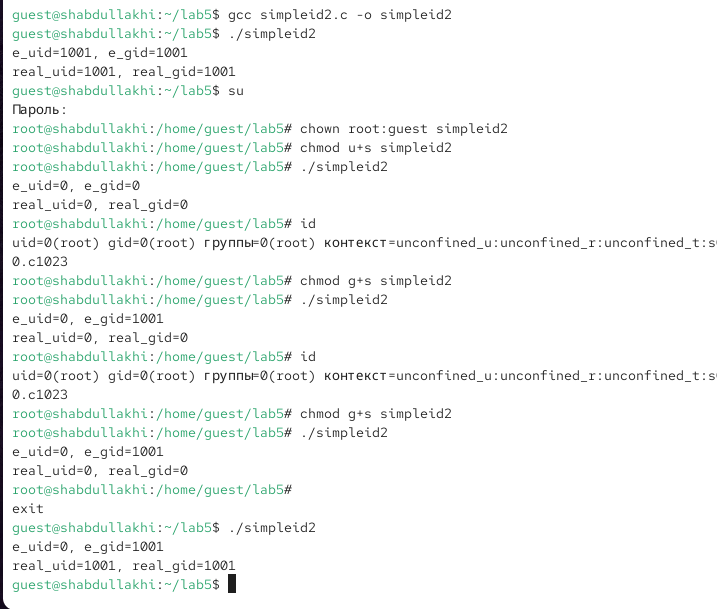 guest@shabdullakhi:~/lab5$ gcc simpleid2.c -o simpleid2
guest@shabdullakhi:~/lab5$ ./simpleid2
e_uid=1001, e_gid=1001
real_uid=1001, real_gid=1001
guest@shabdullakhi:~/lab5$ su
Пароль:
root@shabdullakhi:/home/guest/lab5# chown root:guest simpleid2
root@shabdullakhi:/home/guest/lab5# chmod u+s simpleid2
root@shabdullakhi:/home/guest/lab5# ./simpleid2
e_uid=0, e_gid=0
real_uid=0, real_gid=0
root@shabdullakhi:/home/guest/lab5# id
uid=0(root) gid=0(root) группы=0(root) контекст=unconfined_u:unconfined_r:unconfined_t:s
0.c1023
root@shabdullakhi:/home/guest/lab5# chmod g+s simpleid2
root@shabdullakhi:/home/guest/lab5# ./simpleid2
e_uid=0, e_gid=1001
real_uid=0, real_gid=0
root@shabdullakhi:/home/guest/lab5# id
uid=0(root) gid=0(root) группы=0(root) контекст=unconfined_u:unconfined_r:unconfined_t:s
0.c1023
root@shabdullakhi:/home/guest/lab5# chmod g+s simpleid2
root@shabdullakhi:/home/guest/lab5# ./simpleid2
e_uid=0, e_gid=1001
real_uid=0, real_gid=0
root@shabdullakhi:/home/guest/lab5#
exit
guest@shabdullakhi:~/lab5$ ./simpleid2
e_uid=0, e_gid=1001
real_uid=1001, real_gid=1001
guest@shabdullakhi:~/lab5$